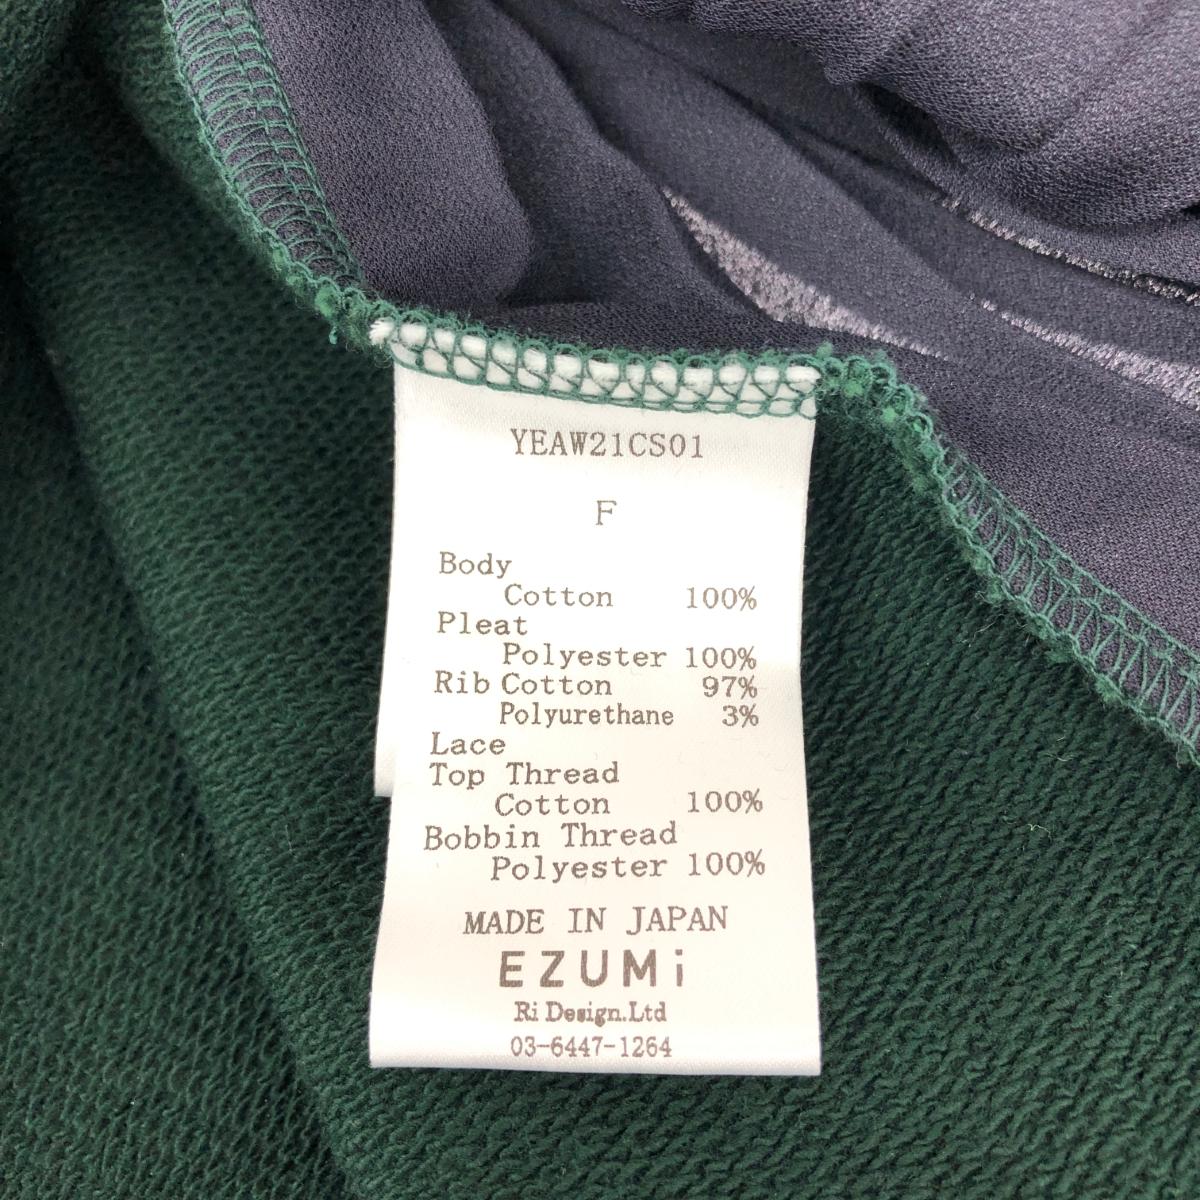 YEAW21CS01
F
Body
Cotton 100%
Pleat
Polyester 100%
Rib Cotton 97%
Polyurethane 3%
Lace
Top Thread
Cotton 100%
Bobbin Thread
Polyester 100%
MADE IN JAPAN
EZUMi
Ri Design.Ltd
03-6447-1264